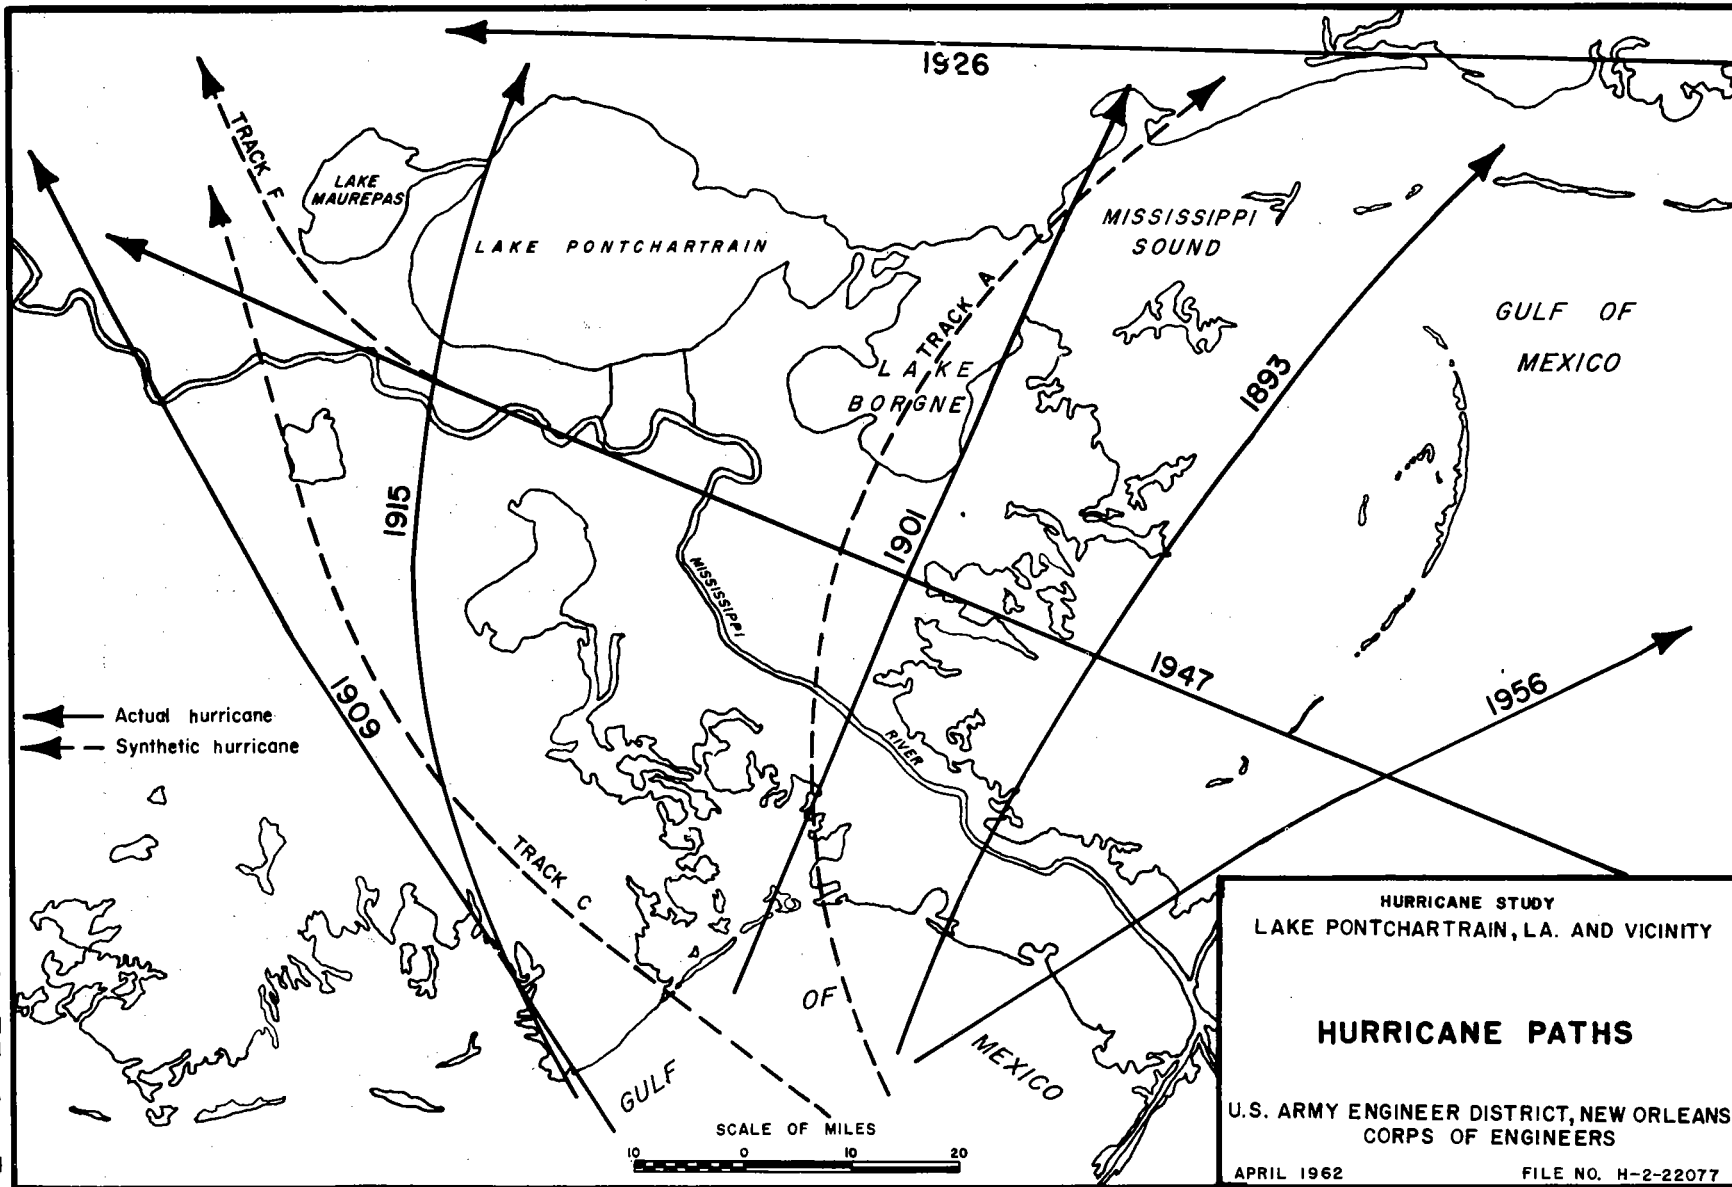 1926
TRACK F
LAKE
MAUREPAS
LAKE PONTCHARTRAIN
MISSISSIPPI
SOUND
TRACK A
GULF OF
MEXICO
LAKE
BORGNE
1893
1915
1901
MISSISSIPPI
RIVER
1909
1947
1956
Actual hurricane
Synthetic hurricane
TRACK C
GULF
OF
MEXICO
SCALE OF MILES
10 0 10 20
HURRICANE STUDY
LAKE PONTCHARTRAIN, LA. AND VICINITY
HURRICANE PATHS
U.S. ARMY ENGINEER DISTRICT, NEW ORLEANS
CORPS OF ENGINEERS
APRIL 1962 FILE NO. H-2-22077